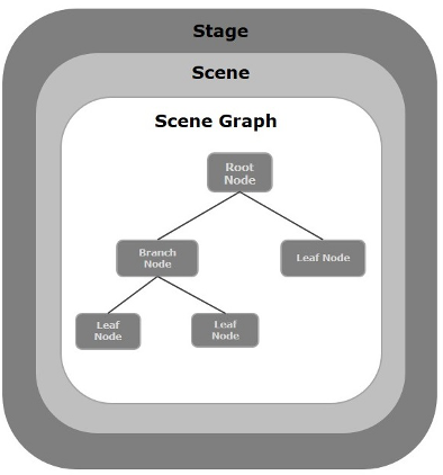 Stage
Scene
Scene Graph
Root
Node
Branch
Node
Leaf Node
Leaf
Node
Leaf
Node